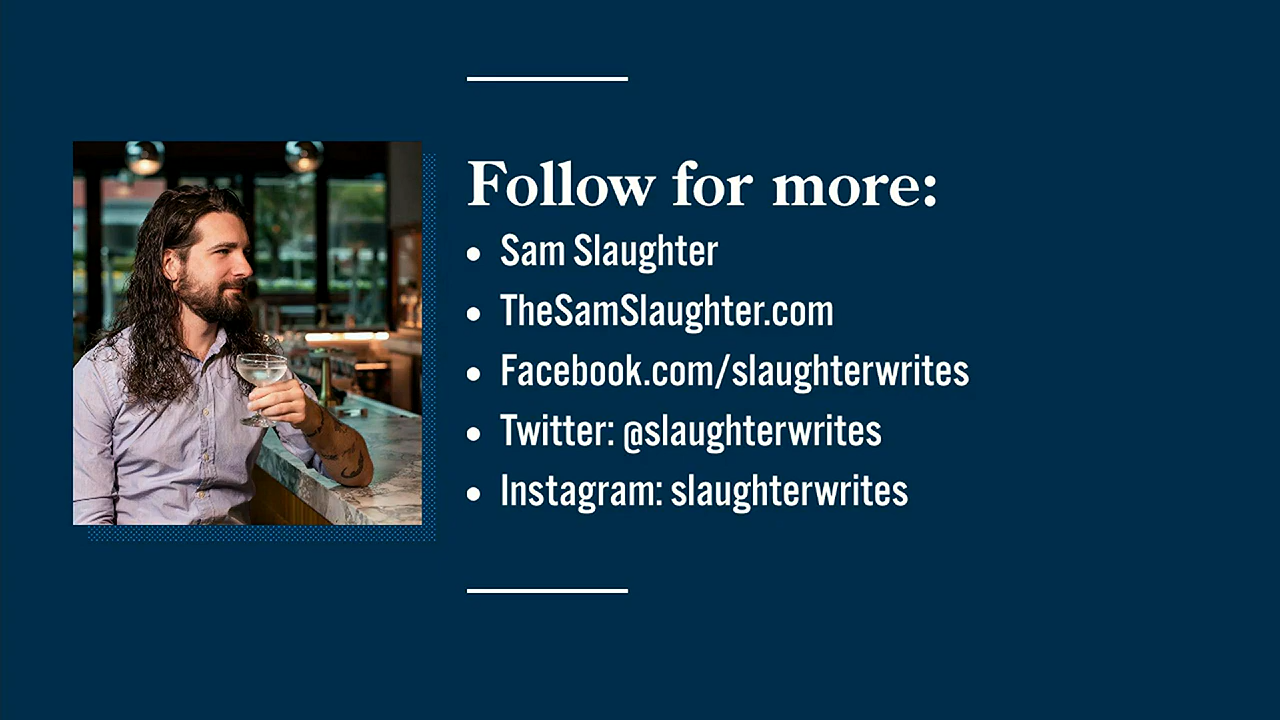 Follow for more:
• Sam Slaughter
• TheSamSlaughter.com
• Facebook.com/slaughterwrites
• Twitter: @slaughterwrites
• Instagram: slaughterwrites